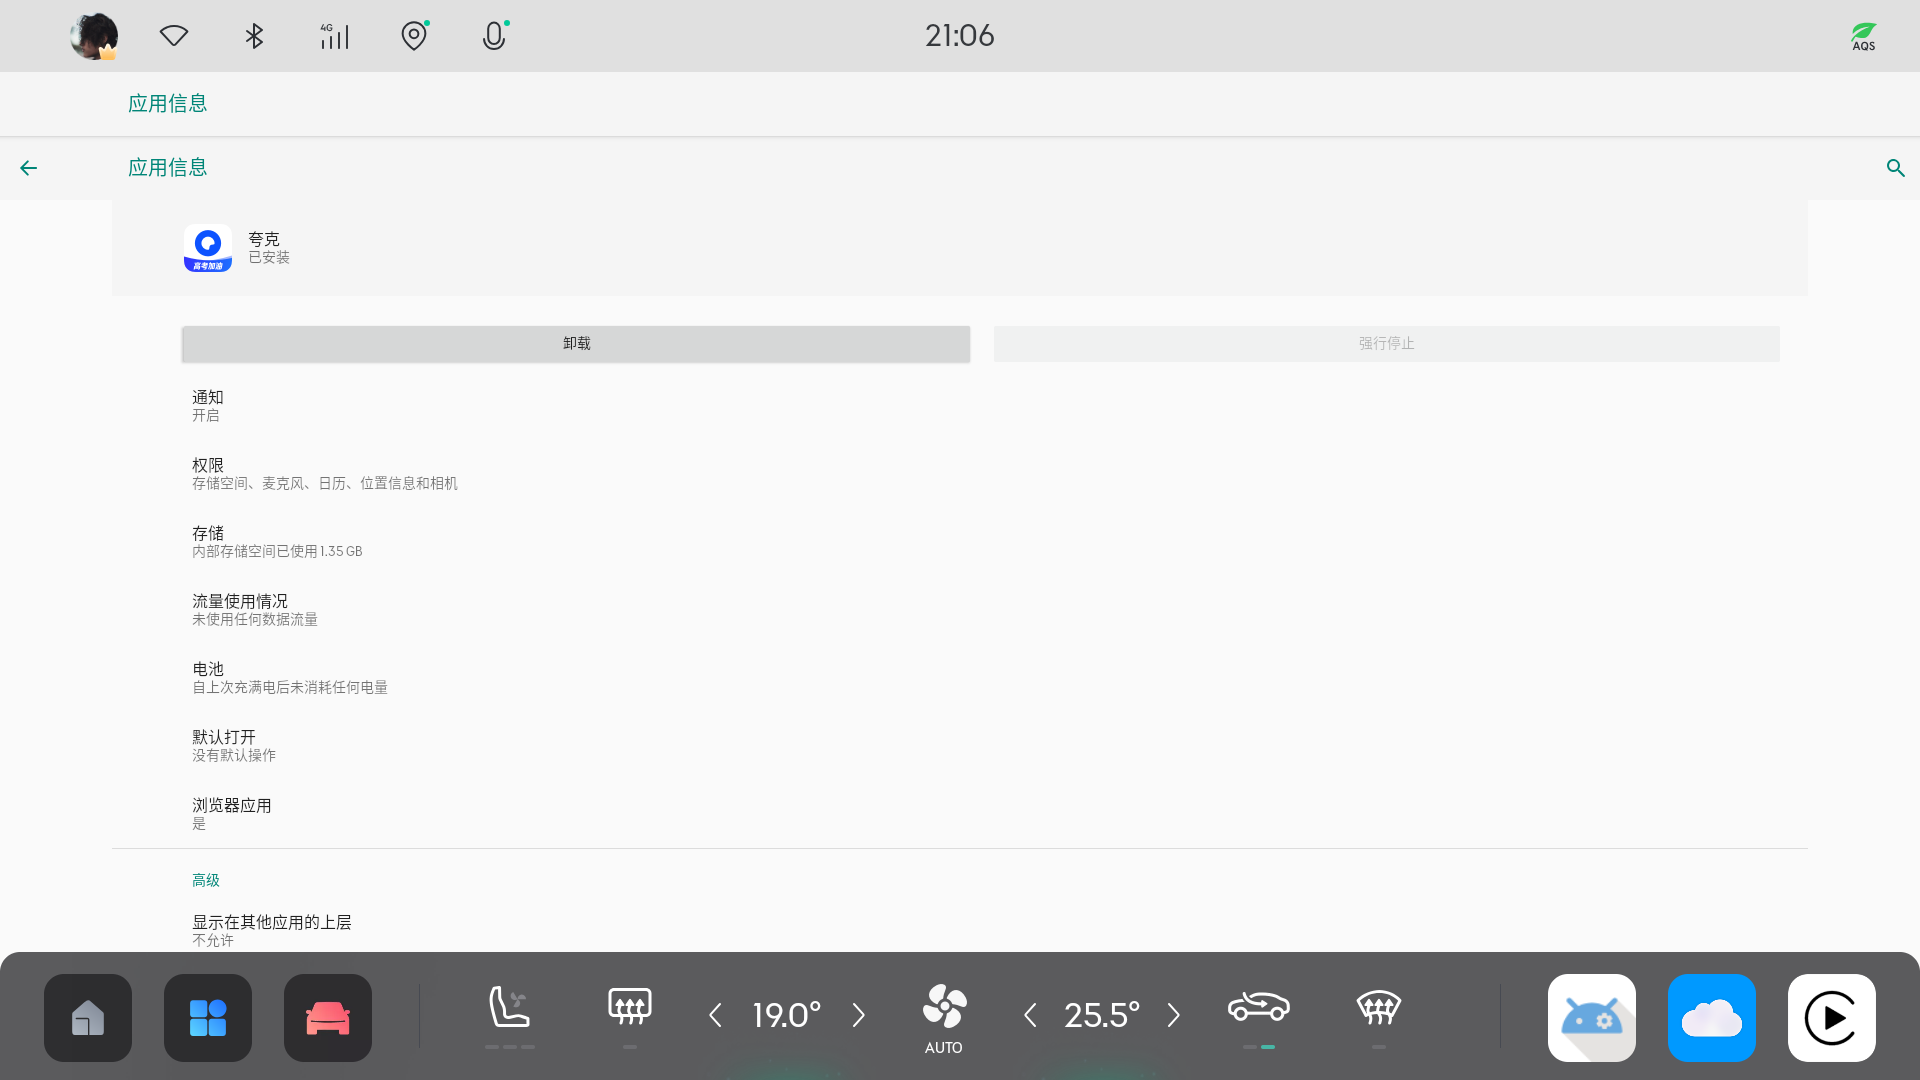 4G
21:06
AQS
应用信息
应用信息
夸克
已安装
高考加油
卸载
强行停止
通知
开启
权限
存储空间、麦克风、日历、位置信息和相机
存储
内部存储空间已使用 1.35 GB
流量使用情况
未使用任何数据流量
电池
自上次充满电后未消耗任何电量
默认打开
没有默认操作
浏览器应用
是
高级
显示在其他应用的上层
不允许
19.0°
AUTO
25.5°